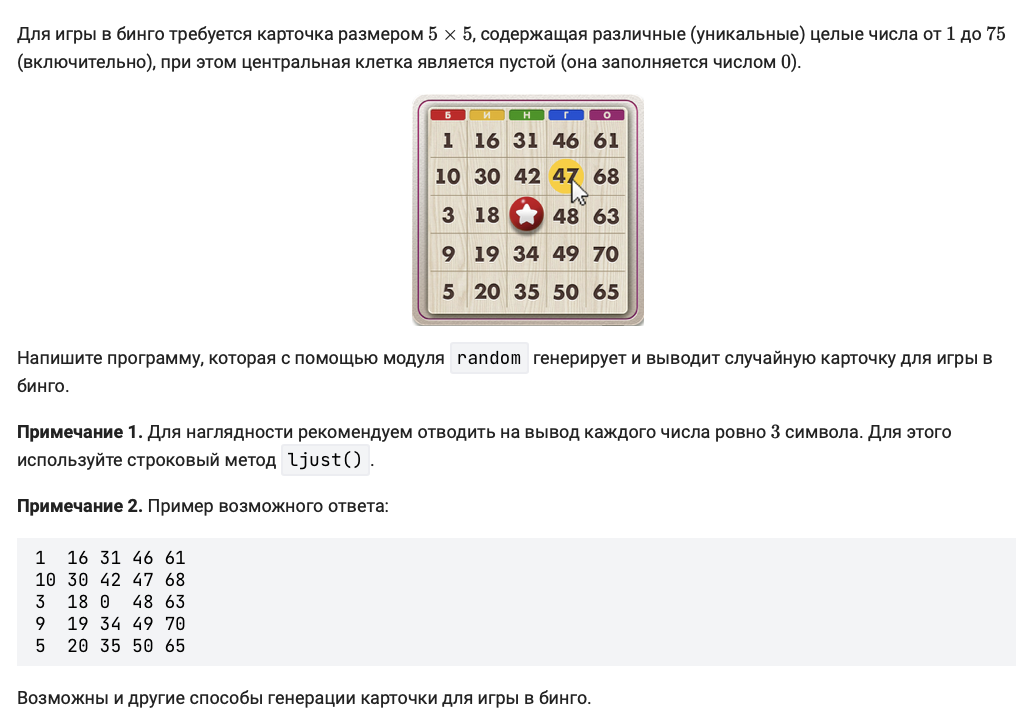 Для игры в бинго требуется карточка размером 5 × 5, содержащая различные (уникальные) целые числа от 1 до 75
(включительно), при этом центральная клетка является пустой (она заполняется числом 0).
Б И Н Г О
1 16 31 46 61
10 30 42 47 68
3 18 48 63
9 19 34 49 70
5 20 35 50 65
Напишите программу, которая с помощью модуля random генерирует и выводит случайную карточку для игры в
бинго.
Примечание 1. Для наглядности рекомендуем отводить на вывод каждого числа ровно 3 символа. Для этого
используйте строковый метод ljust().
Примечание 2. Пример возможного ответа:
1  16 31 46 61
10 30 42 47 68
3  18 0  48 63
9  19 34 49 70
5  20 35 50 65
Возможны и другие способы генерации карточки для игры в бинго.